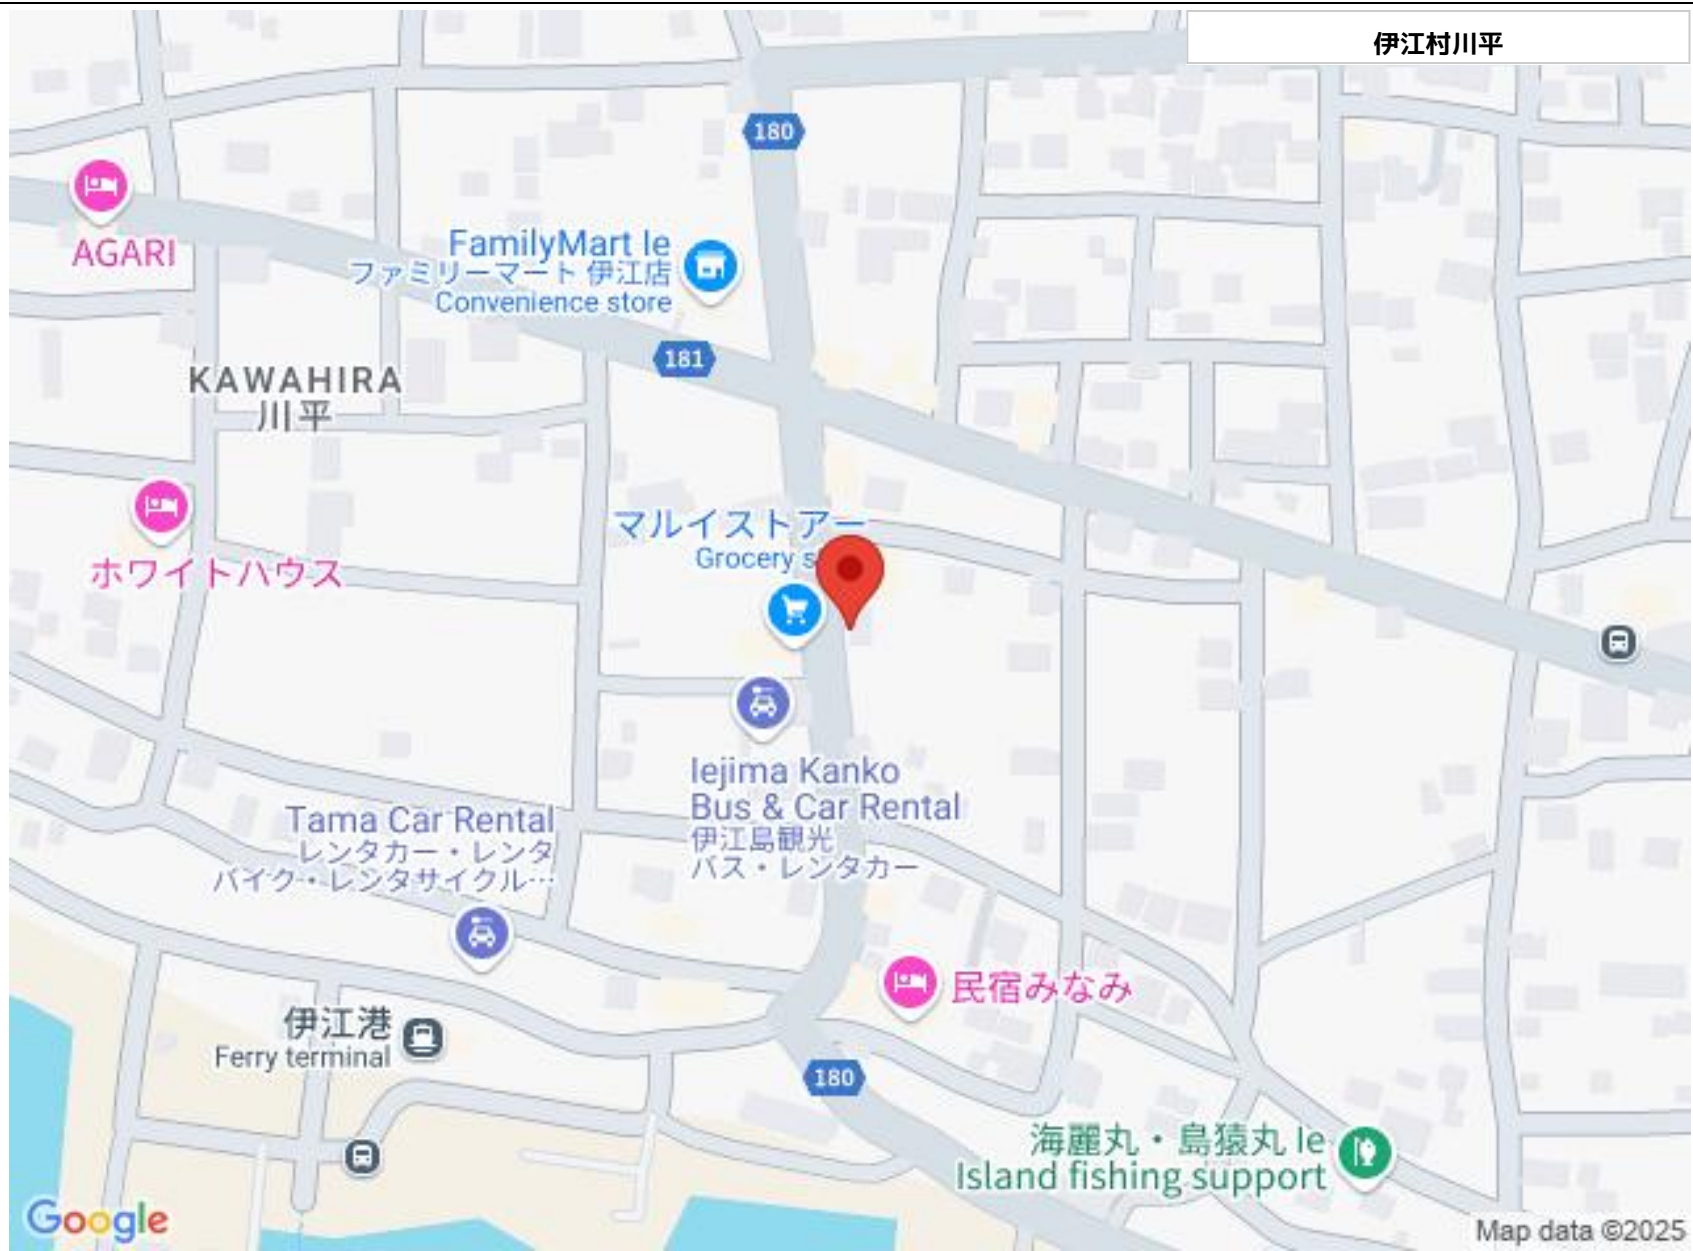 伊江村川平
180
AGARI
FamilyMart Ie
ファミリーマート 伊江店
Convenience store
181
KAWAHIRA
川平
マルイストアー
Grocery s
ホワイトハウス
Iejima Kanko
Bus & Car Rental
伊江島観光
バス・レンタカー
Tama Car Rental
レンタカー・レンタ
バイク・レンタサイクル…
民宿みなみ
伊江港
Ferry terminal
180
海麗丸・島猿丸 Ie
Island fishing support
Google
Map data ©2025